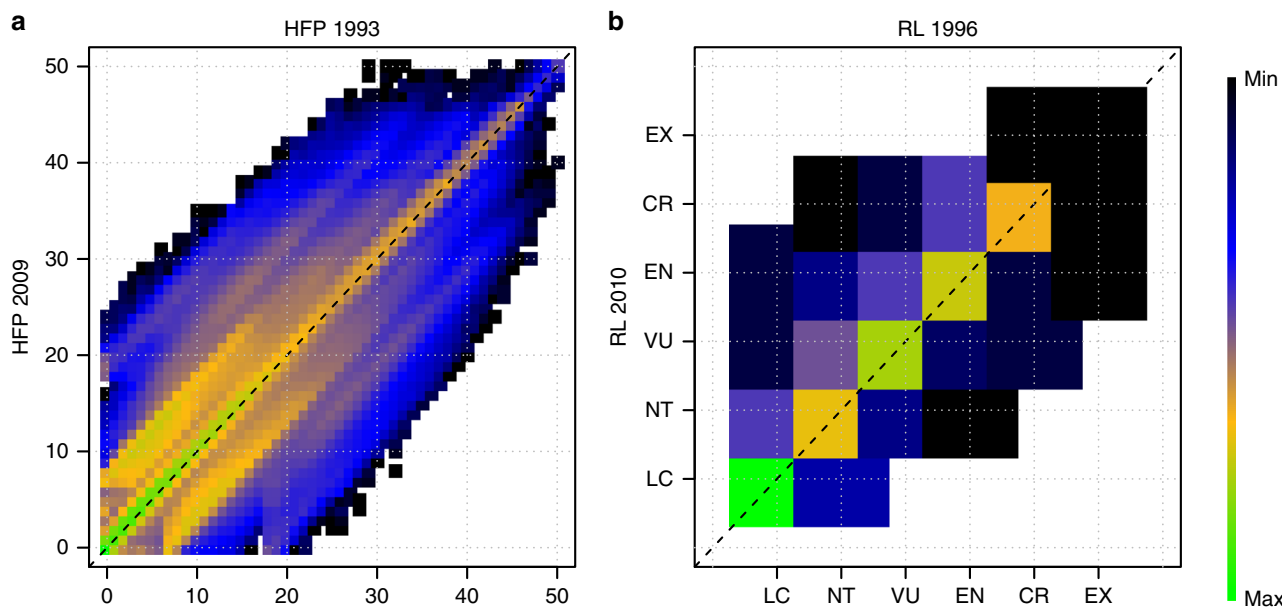 a
HFP 1993
HFP 2009
50
40
30
20
10
0
0 10 20 30 40 50
b
RL 1996
RL 2010
EX
CR
EN
VU
NT
LC
LC NT VU EN CR EX
Min
Max